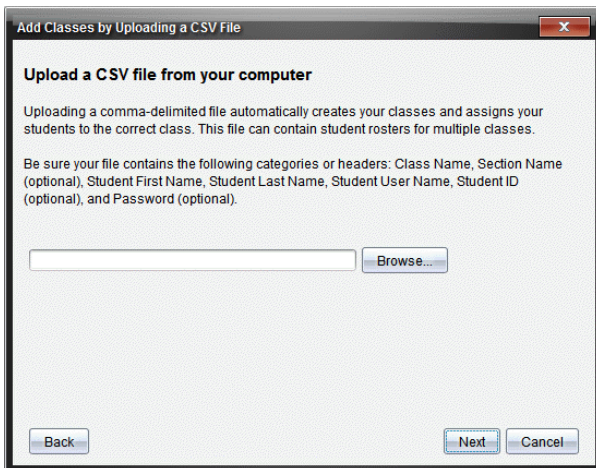 Add Classes by Uploading a CSV File
Upload a CSV file from your computer
Uploading a comma-delimited file automatically creates your classes and assigns your
students to the correct class. This file can contain student rosters for multiple classes.
Be sure your file contains the following categories or headers: Class Name, Section Name
(optional), Student First Name, Student Last Name, Student User Name, Student ID
(optional), and Password (optional).
Browse...
Back
Next
Cancel